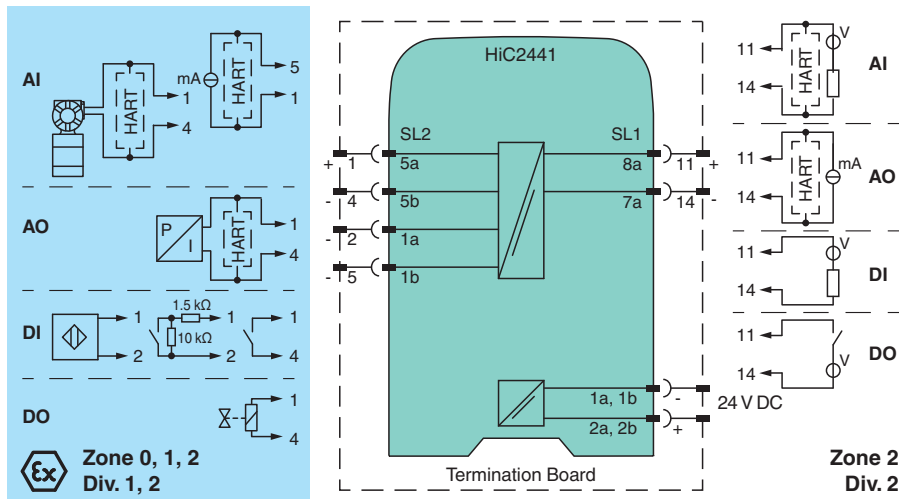 AI
HART
1
4
mA
HART
5
1
AO
P
I
HART
1
4
DI
1
2
1.5 kΩ
10 kΩ
1
2
1
4
DO
1
4
Ex
Zone 0, 1, 2
Div. 1, 2
HiC2441
SL2
SL1
+ 1
5a
8a
11 +
- 4
5b
7a
14 -
- 2
1a
- 5
1b
1a, 1b
-
24 V DC
2a, 2b
+
Termination Board
11
14
HART
V
AI
11
14
HART
mA
AO
11
14
V
DI
11
14
V
DO
Zone 2
Div. 2